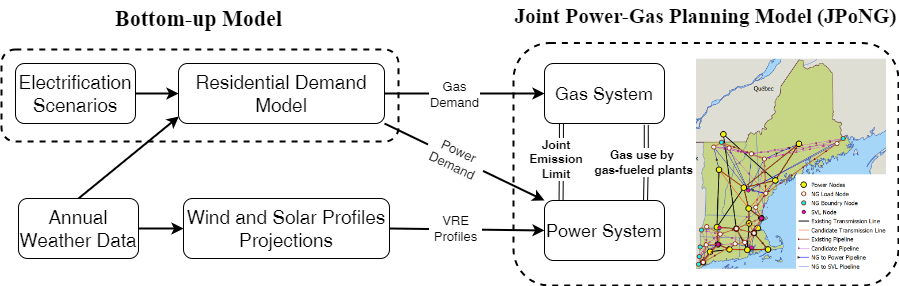 Bottom-up Model
Joint Power-Gas Planning Model (JPoNG)
Electrification
Scenarios
Residential Demand
Model
Gas
Demand
Gas System
Power
Demand
Joint
Emission
Limit
Gas use by
gas-fueled plants
Annual
Weather Data
Wind and Solar Profiles
Projections
VRE
Profiles
Power System
Québec
Power Nodes
NG Load Node
NG Boundry Node
SVL Node
Existing Transmission Line
Candidate Transmission Line
Existing Pipeline
Candidate Pipeline
NG to Power Pipeline
NG to SVL Pipeline